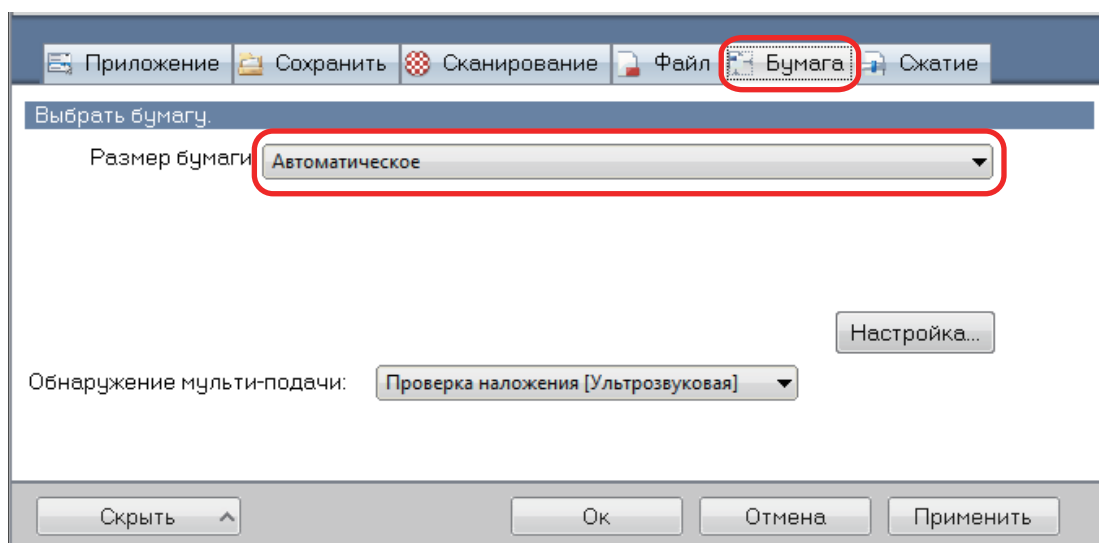 Приложение Сохранить Сканирование Файл Бумага Сжатие
Выбрать бумагу.
Размер бумаги Автоматическое
Настройка...
Обнаружение мульти-подачи: Проверка наложения [Ультрозвуковая]
Скрыть Ок Отмена Применить